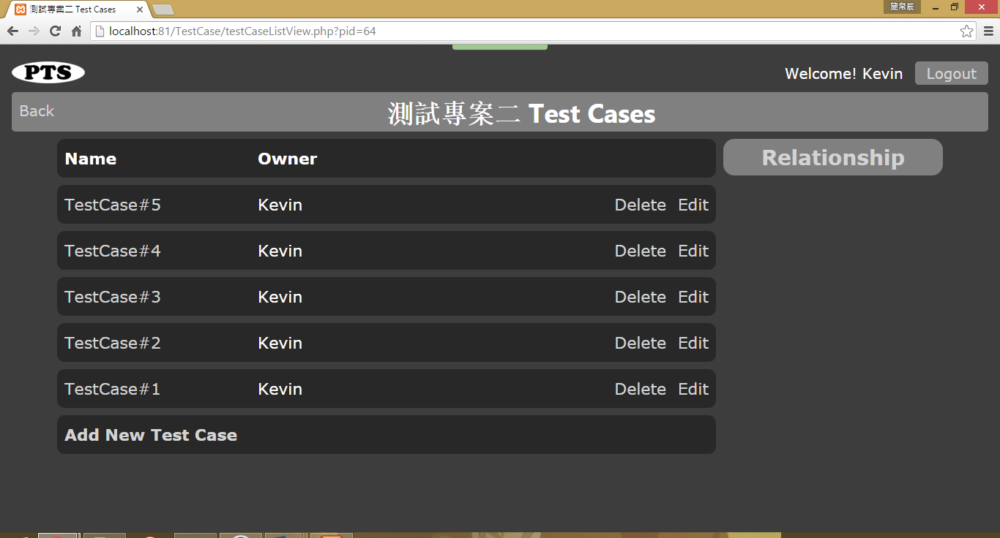 測試專案二 Test Cases
施帛辰
localhost:81/TestCase/testCaseListView.php?pid=64
PTS
Welcome! Kevin Logout
Back
測試專案二 Test Cases
Name Owner
Relationship
TestCase#5 Kevin Delete Edit
TestCase#4 Kevin Delete Edit
TestCase#3 Kevin Delete Edit
TestCase#2 Kevin Delete Edit
TestCase#1 Kevin Delete Edit
Add New Test Case